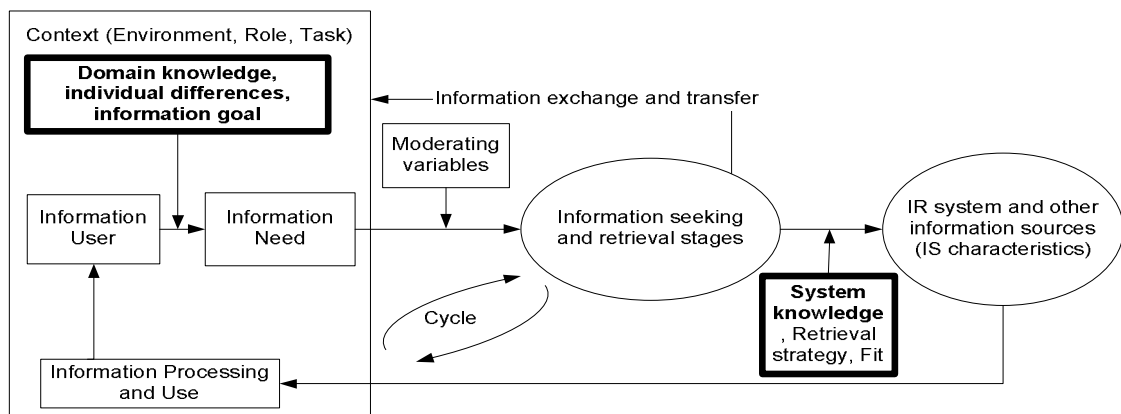 Context (Environment, Role, Task)
Domain knowledge,
individual differences,
information goal
Information exchange and transfer
Moderating
variables
Information
User
Information
Need
Information seeking
and retrieval stages
IR system and other
information sources
(IS characteristics)
System
knowledge
, Retrieval
strategy, Fit
Cycle
Information Processing
and Use